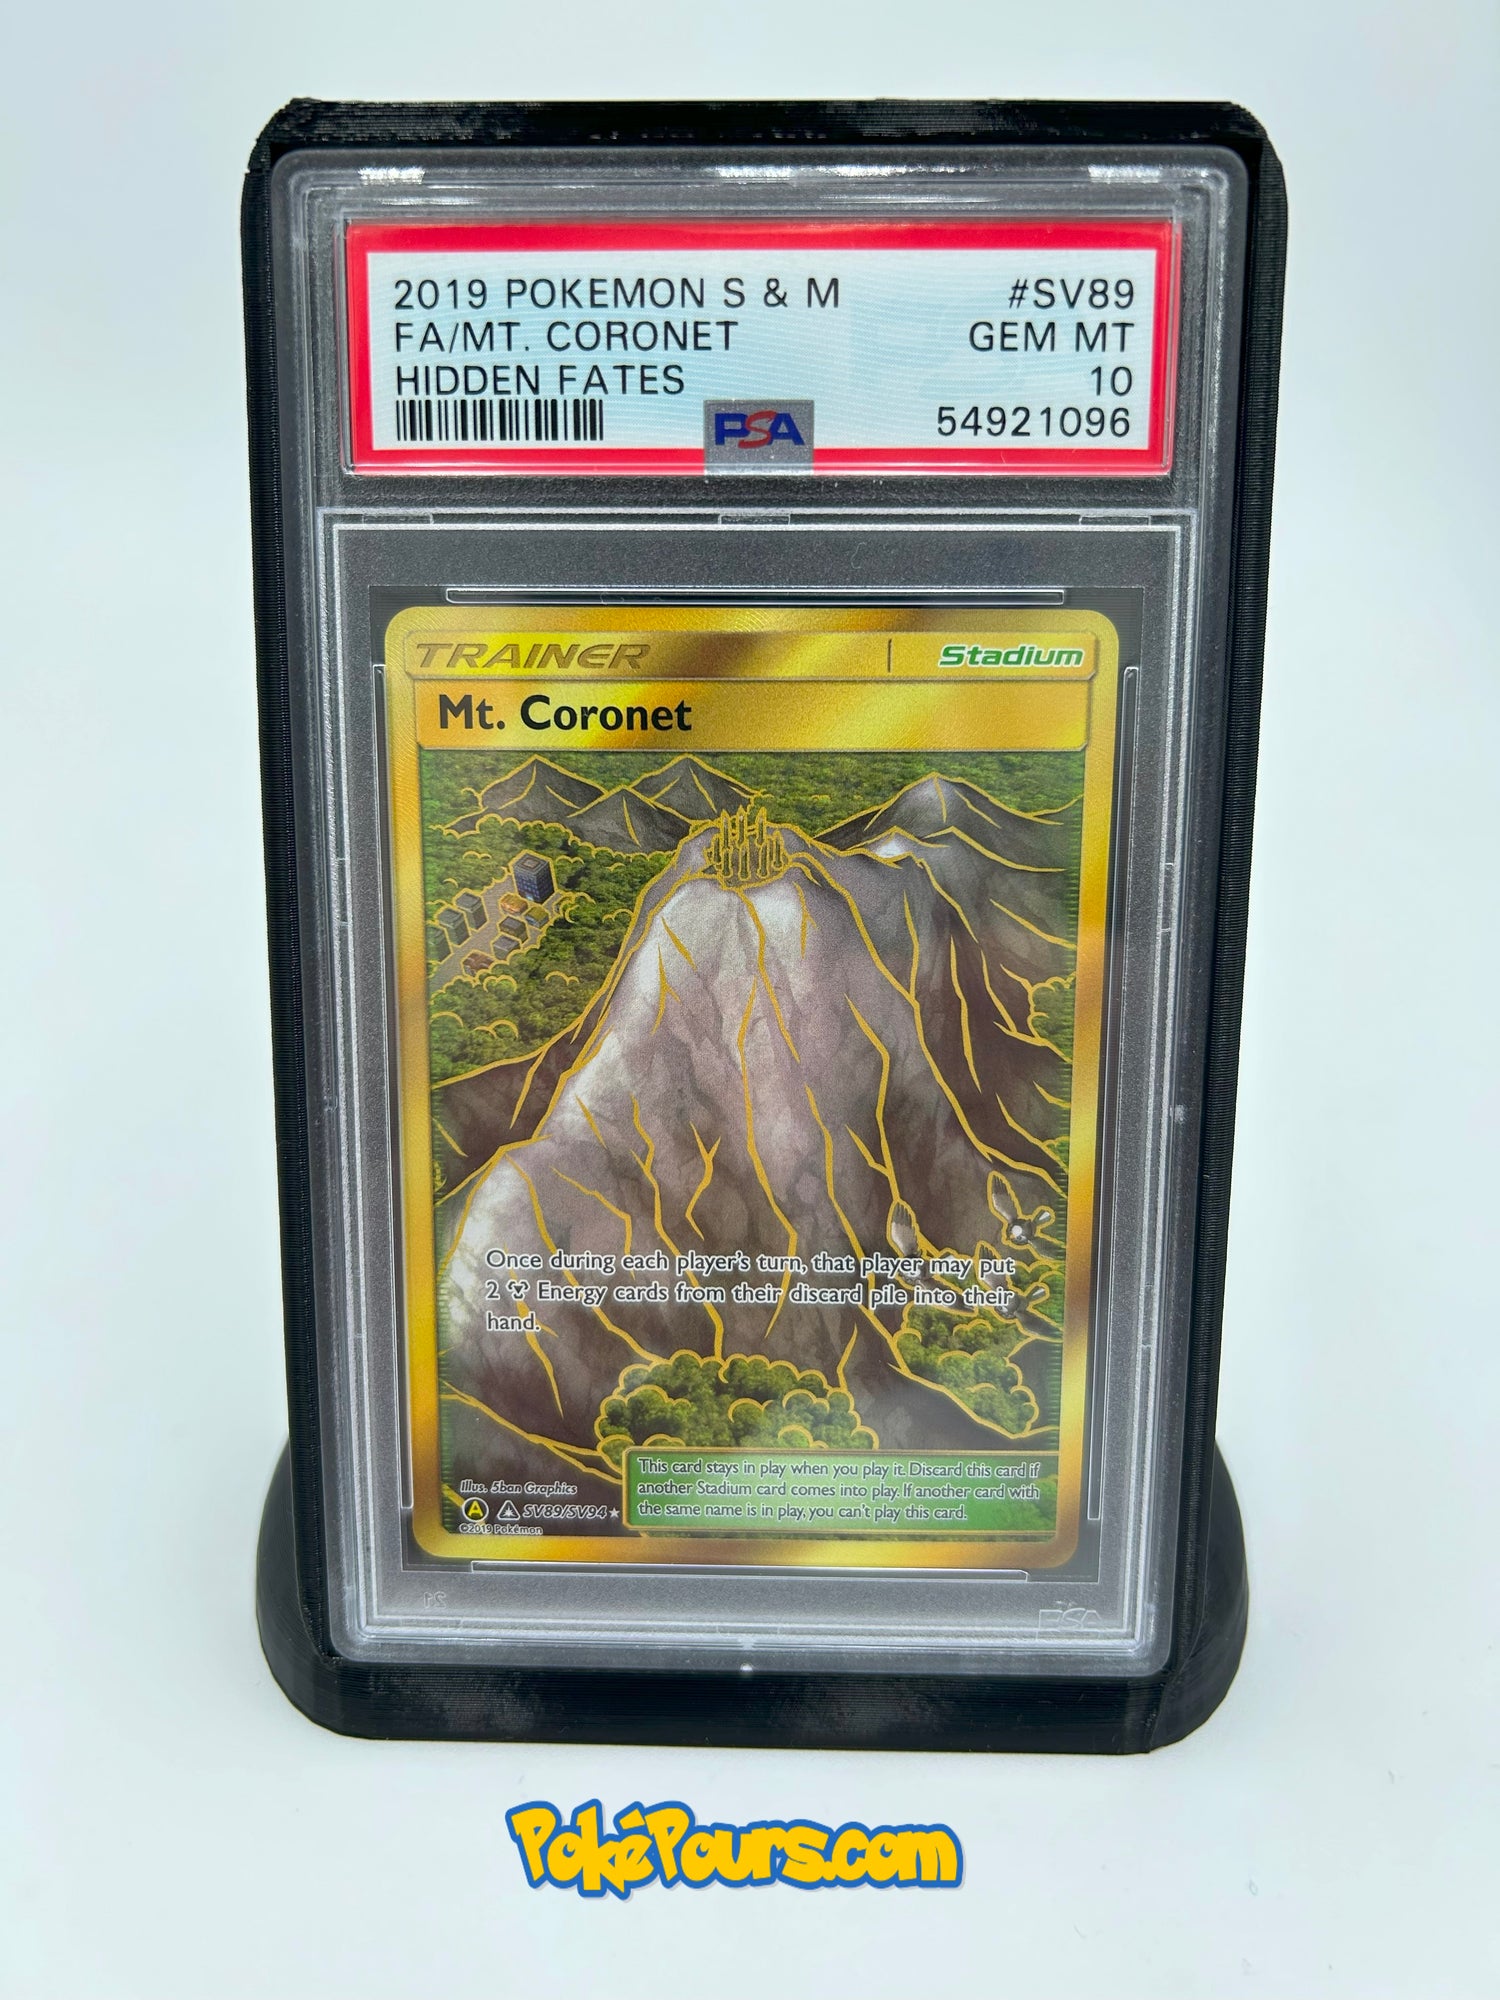 2019 POKEMON S & M #SV89
FA/MT. CORONET GEM MT
HIDDEN FATES 10
PSA 54921096
TRAINER Stadium
Mt. Coronet
Once during each player's turn, that player may put
2 Energy cards from their discard pile into their
hand.
This card stays in play when you play it. Discard this card if
another Stadium card comes into play. If another card with
the same name is in play, you can't play this card.
Illus. 5ban Graphics
A SV89/SV94★
©2019 Pokémon
PSA
PokéPours.com